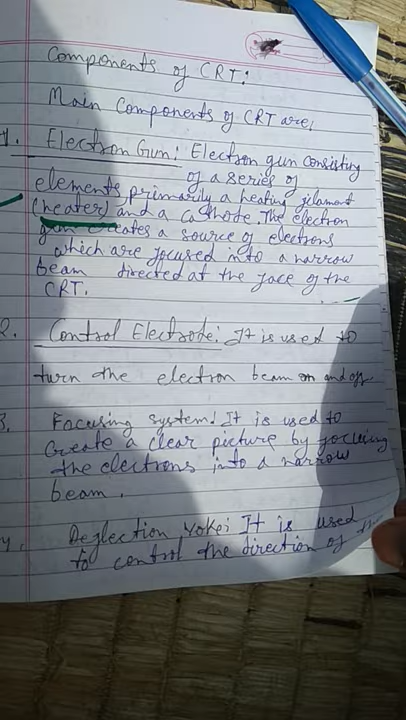 Components of CRT:
Main Components of CRT are,
1. Electron Gun: Electron gun consisting
of a series of
elements, primarily a heating filament
(heater) and a cathode. The electron
gun creates a source of electrons
which are focused into a narrow
beam directed at the face of the
CRT.
2. Control Electrode: It is used to
turn the electron beam on and off.
3. Focusing system: It is used to
Create a clear picture by focusing
the electrons into a narrow
beam.
4. Deflection yoke: It is used
to control the direction of the